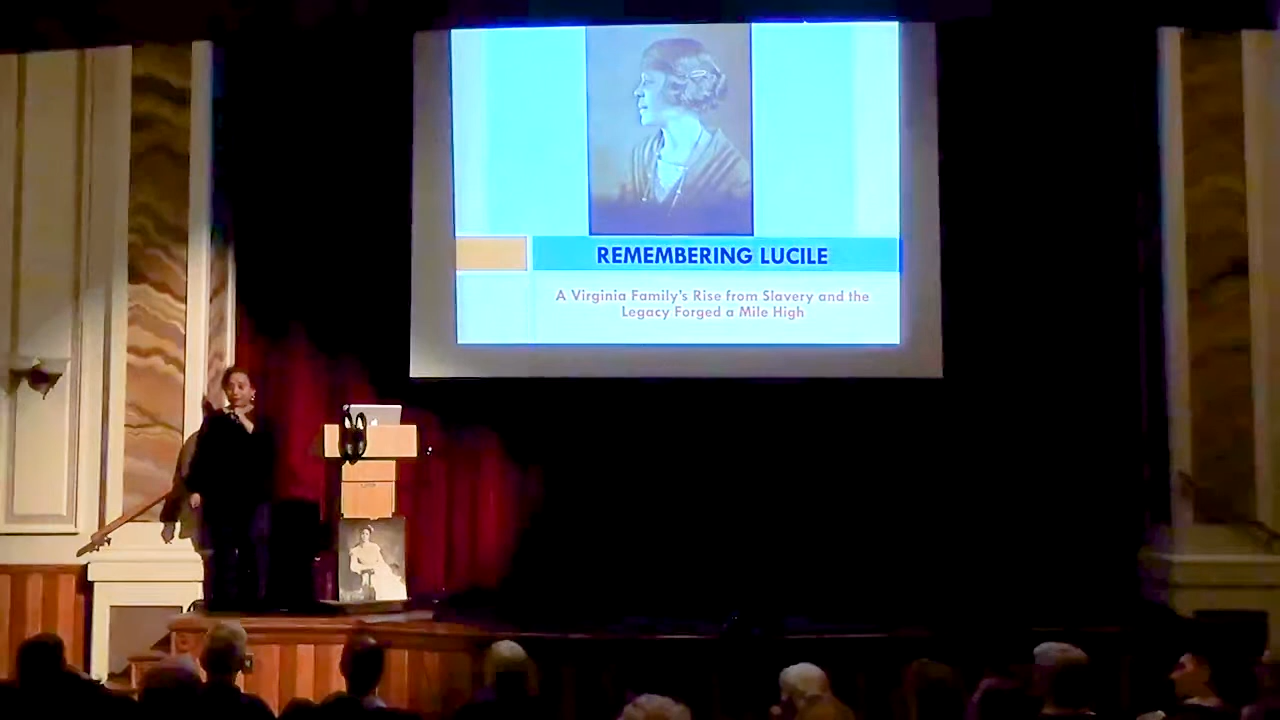 REMEMBERING LUCILE
A Virginia Family's Rise from Slavery and the
Legacy Forged a Mile High